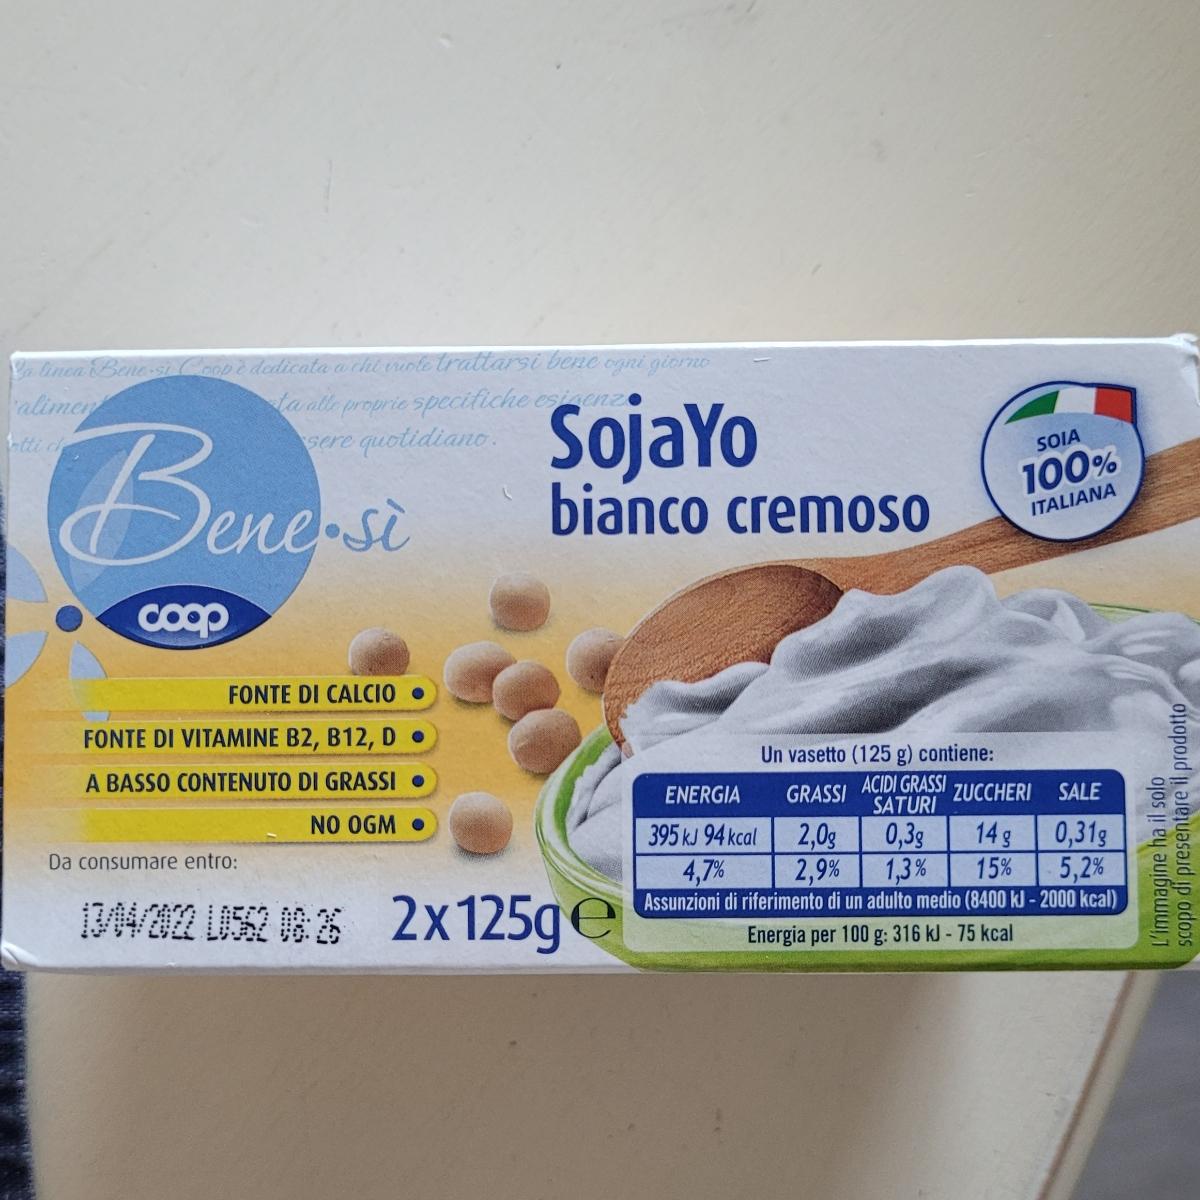 la linea Bene.sì Coop è dedicata a chi vuole trattarsi bene ogni giorno
alle proprie specifiche
quotidiano.
Bene.sì
coop
SojaYo
bianco cremoso
SOIA
100%
ITALIANA
FONTE DI CALCIO •
FONTE DI VITAMINE B2, B12, D •
A BASSO CONTENUTO DI GRASSI •
NO OGM •
Da consumare entro:
13/04/2022 L0562 08:26
2x125g e
Un vasetto (125 g) contiene:
ENERGIA GRASSI ACIDI GRASSI SATURI ZUCCHERI SALE
395 kJ 94 kcal 2,0g 0,3g 14 g 0,31g
4,7% 2,9% 1,3% 15% 5,2%
Assunzioni di riferimento di un adulto medio (8400 kJ - 2000 kcal)
Energia per 100 g: 316 kJ - 75 kcal
L'immagine ha il solo
scopo di presentare il prodotto